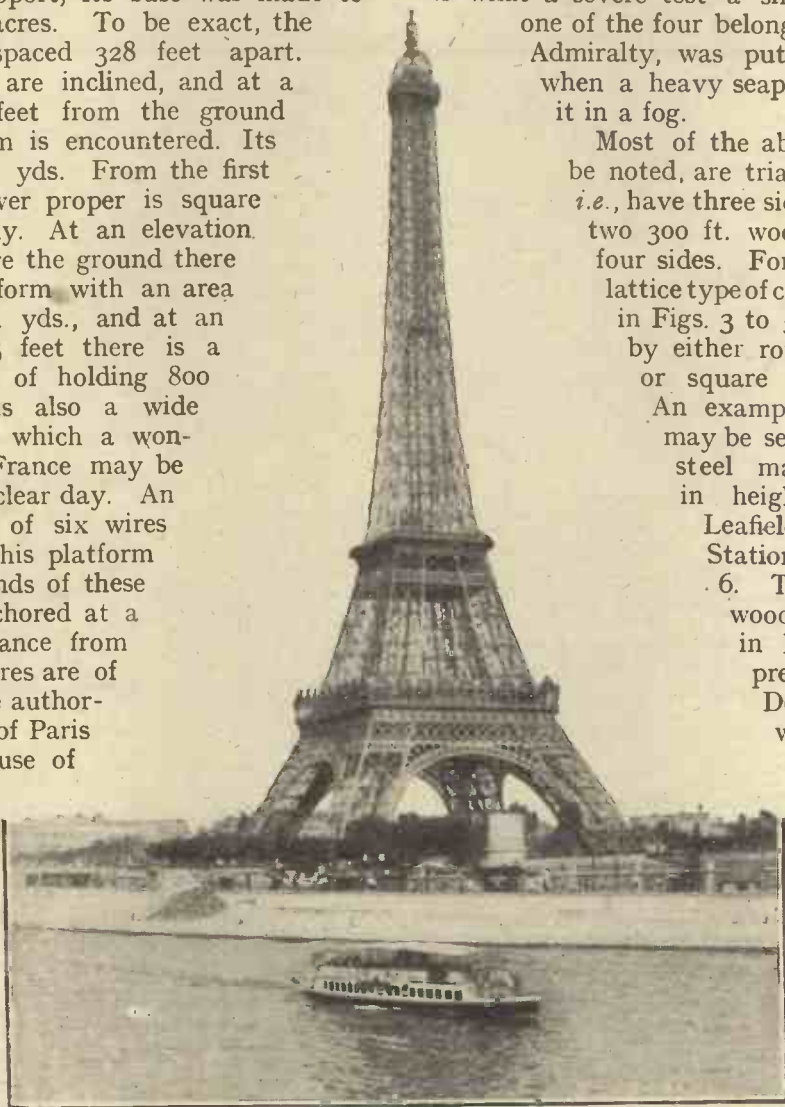 acres. To be exact, the
spaced 328 feet apart.
are inclined, and at a
feet from the ground
is encountered. Its
yds. From the first
proper is square
At an elevation
the ground there
form with an area
yds., and at an
feet there is a
of holding 800
also a wide
which a won-
France may be
clear day. An
of six wires
his platform
nds of these
chored at a
ance from
res are of
author-
of Paris
use of
one of the four belong
Admiralty, was put
when a heavy seap
it in a fog.
Most of the ab
be noted, are tria
i.e., have three sid
two 300 ft. woo
four sides. For
lattice type of c
in Figs. 3 to
by either ro
or square
An examp
may be se
steel ma
in heig
Leafiel
Station
6. T
wood
in
pre
D
w